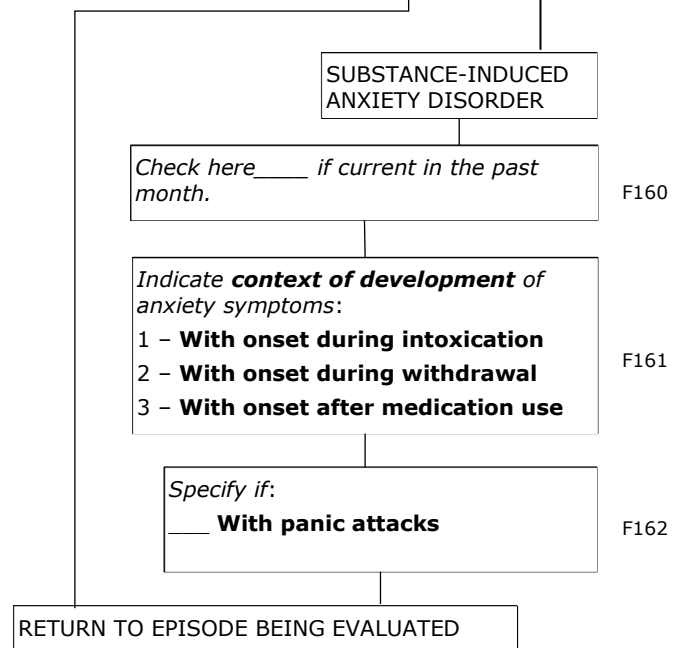 SUBSTANCE-INDUCED
ANXIETY DISORDER
Check here____ if current in the past
month.
F160
Indicate context of development of
anxiety symptoms:
1 – With onset during intoxication
2 – With onset during withdrawal
3 – With onset after medication use
F161
Specify if:
___ With panic attacks
F162
RETURN TO EPISODE BEING EVALUATED